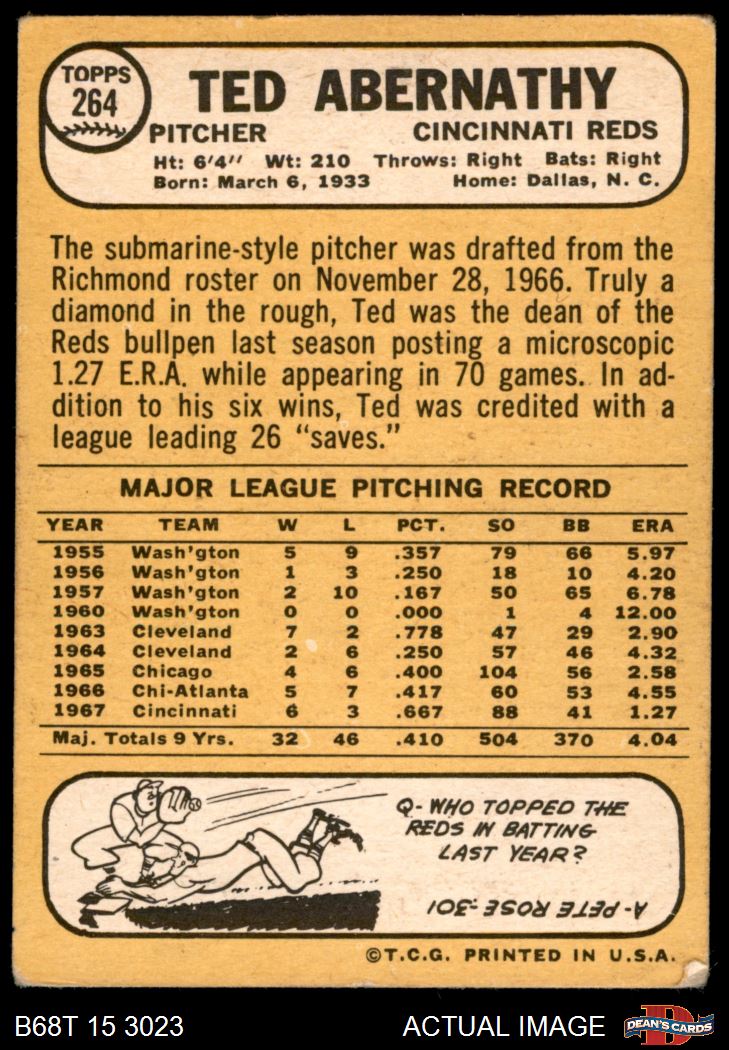 TOPPS
264
TED ABERNATHY
PITCHER CINCINNATI REDS
Ht: 6'4" Wt: 210 Throws: Right Bats: Right
Born: March 6, 1933 Home: Dallas, N. C.
The submarine-style pitcher was drafted from the
Richmond roster on November 28, 1966. Truly a
diamond in the rough, Ted was the dean of the
Reds bullpen last season posting a microscopic
1.27 E.R.A. while appearing in 70 games. In ad-
dition to his six wins, Ted was credited with a
league leading 26 "saves."
MAJOR LEAGUE PITCHING RECORD
YEAR TEAM W L PCT. SO BB ERA
1955 Wash'gton 5 9 .357 79 66 5.97
1956 Wash'gton 1 3 .250 18 10 4.20
1957 Wash'gton 2 10 .167 50 65 6.78
1960 Wash'gton 0 0 .000 1 4 12.00
1963 Cleveland 7 2 .778 47 29 2.90
1964 Cleveland 2 6 .250 57 46 4.32
1965 Chicago 4 6 .400 104 56 2.58
1966 Chi-Atlanta 5 7 .417 60 53 4.55
1967 Cincinnati 6 3 .667 88 41 1.27
Maj. Totals 9 Yrs. 32 46 .410 504 370 4.04
Q- WHO TOPPED THE
REDS IN BATTING
LAST YEAR?
A- PETE ROSE-.301
©T.C.G. PRINTED IN U.S.A.
B68T 15 3023 ACTUAL IMAGE
D
DEAN'S CARDS